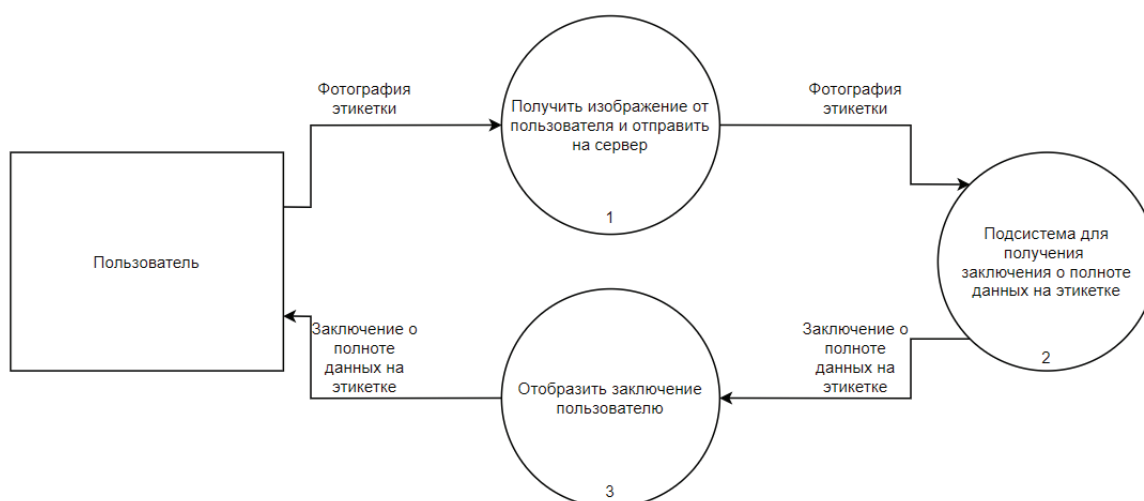 Фотография
этикетки
Получить изображение от
пользователя и отправить
на сервер
1
Фотография
этикетки
Пользователь
Подсистема для
получения
заключения о полноте
данных на этикетке
2
Заключение о
полноте
данных на
этикетке
Отобразить заключение
пользователю
3
Заключение о
полноте
данных на
этикетке